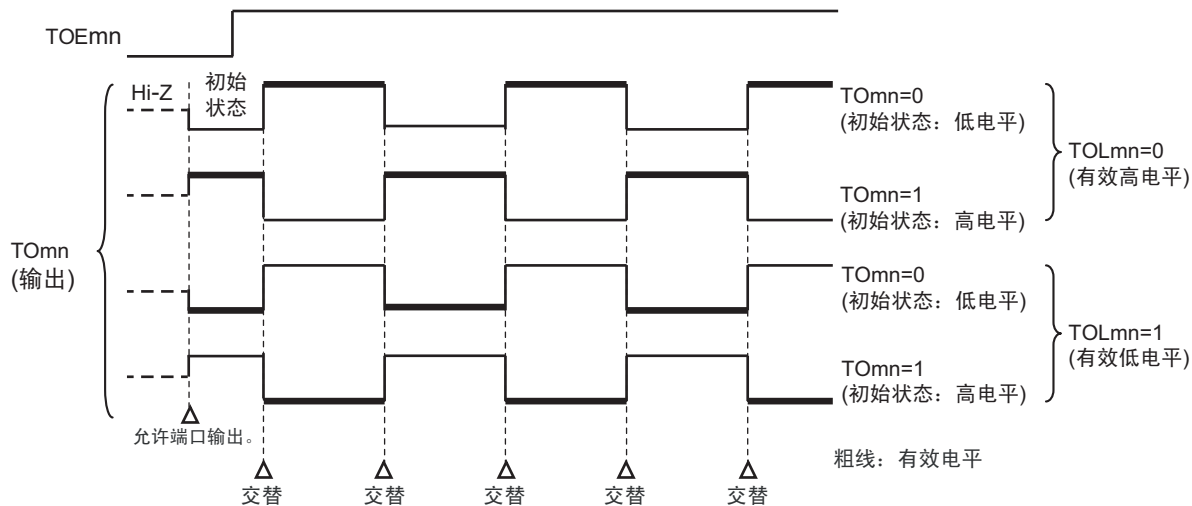 TOEmn
Hi-Z
初始
状态
TOmn=0
(初始状态：低电平)
TOmn=1
(初始状态：高电平)
TOLmn=0
(有效高电平)
TOmn
(输出)
TOmn=0
(初始状态：低电平)
TOmn=1
(初始状态：高电平)
TOLmn=1
(有效低电平)
允许端口输出。
粗线：有效电平
交替
交替
交替
交替
交替